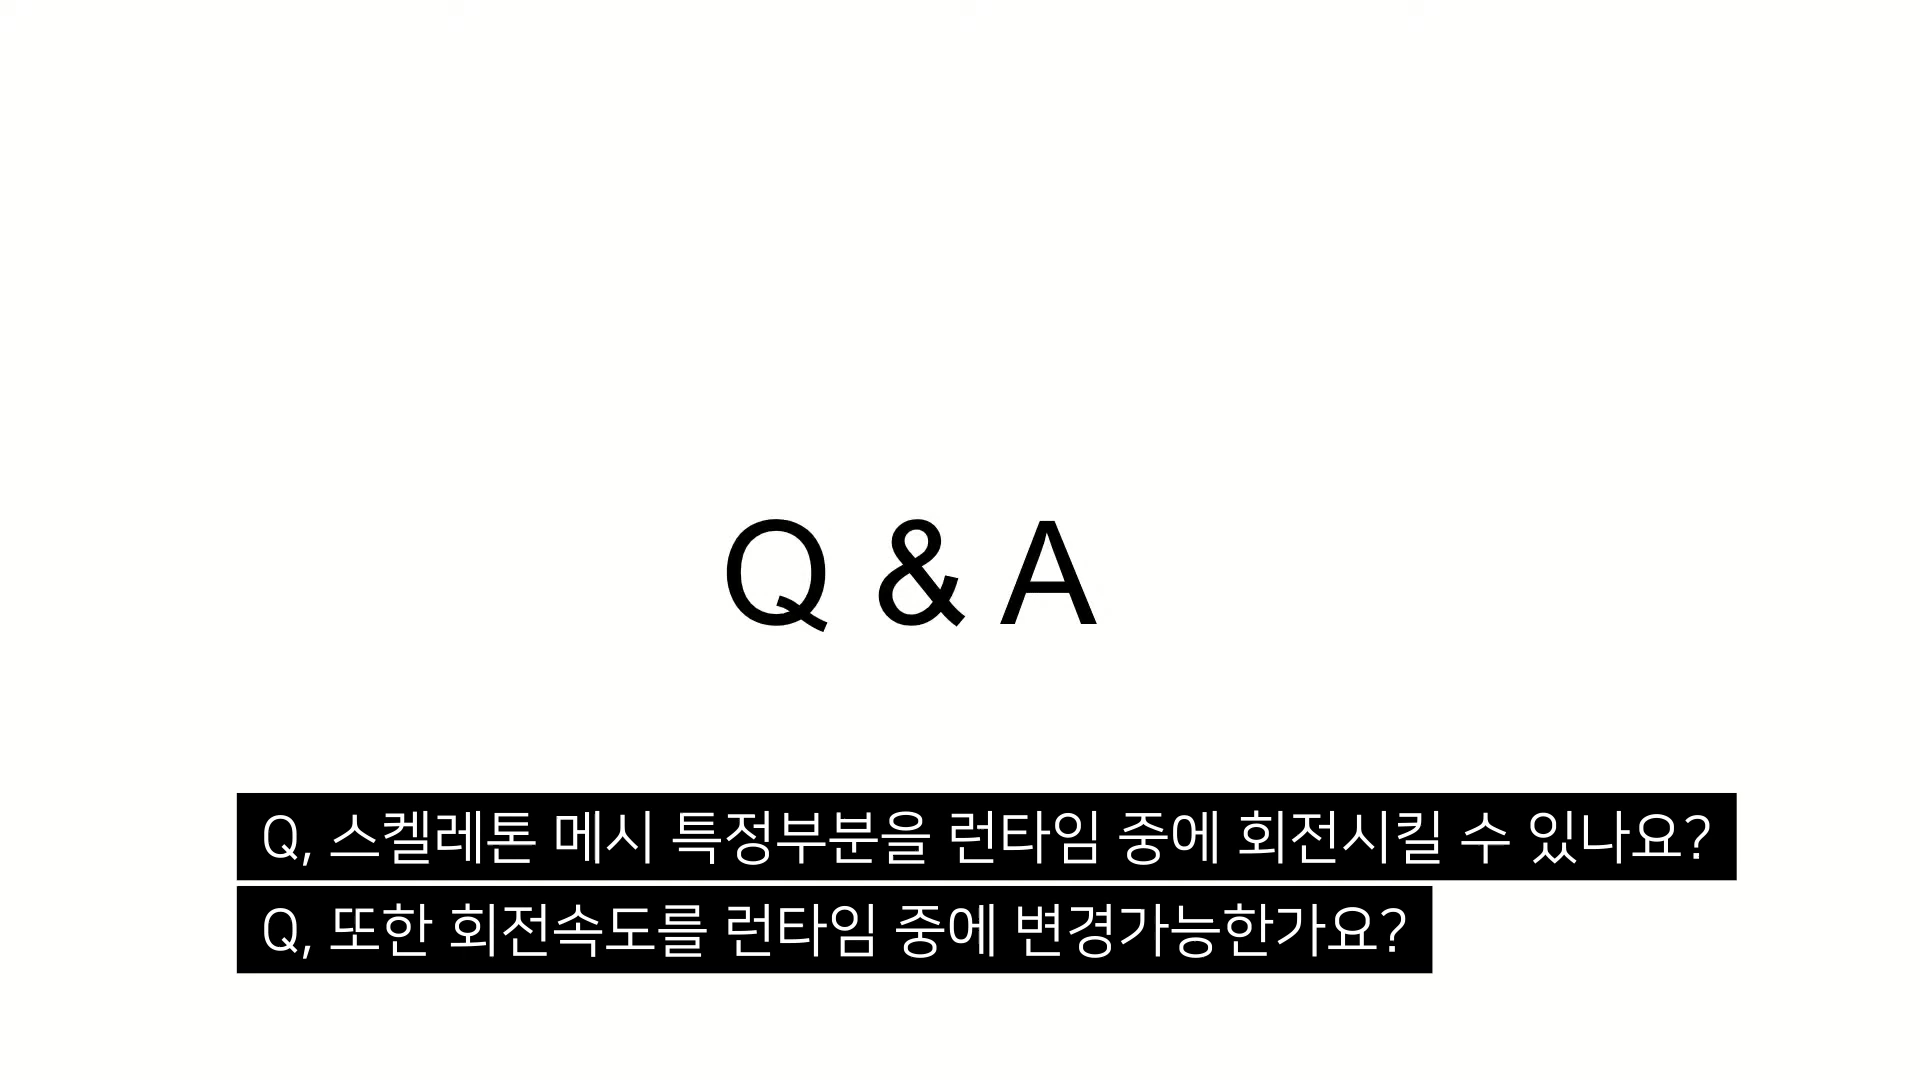 Q & A
Q, 스켈레톤 메시 특정부분을 런타임 중에 회전시킬 수 있나요?
Q, 또한 회전속도를 런타임 중에 변경가능한가요?